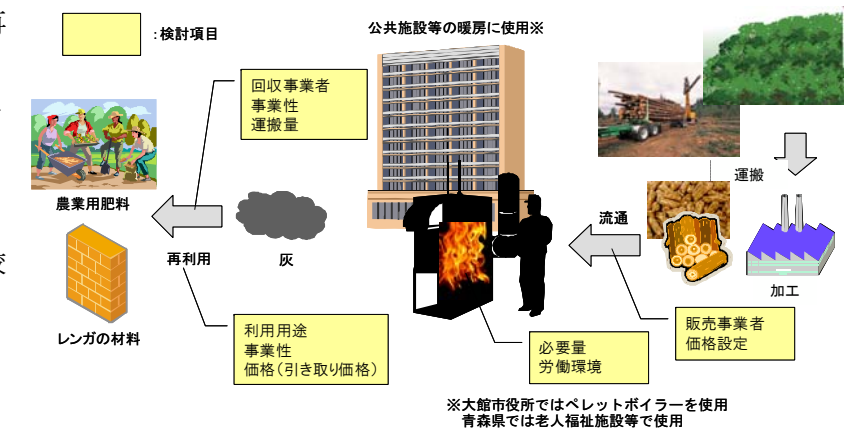 ：検討項目
公共施設等の暖房に使用※
回収事業者
事業性
運搬量
運搬
農業用肥料
再利用
灰
流通
加工
レンガの材料
利用用途
事業性
価格（引き取り価格）
必要量
労働環境
販売事業者
価格設定
※大館市役所ではペレットボイラーを使用
青森県では老人福祉施設等で使用